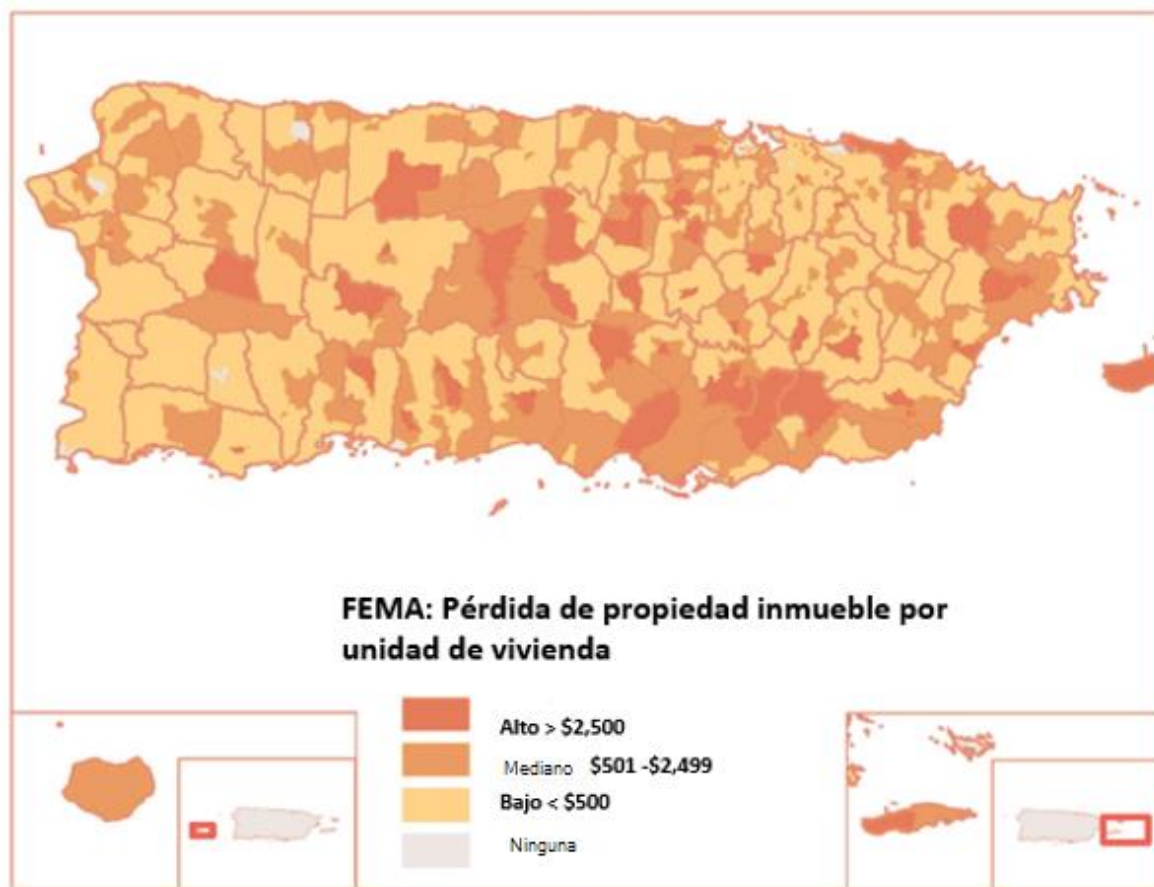 FEMA: Pérdida de propiedad inmueble por
unidad de vivienda
Alto > $2,500
Mediano $501 -$2,499
Bajo < $500
Ninguna